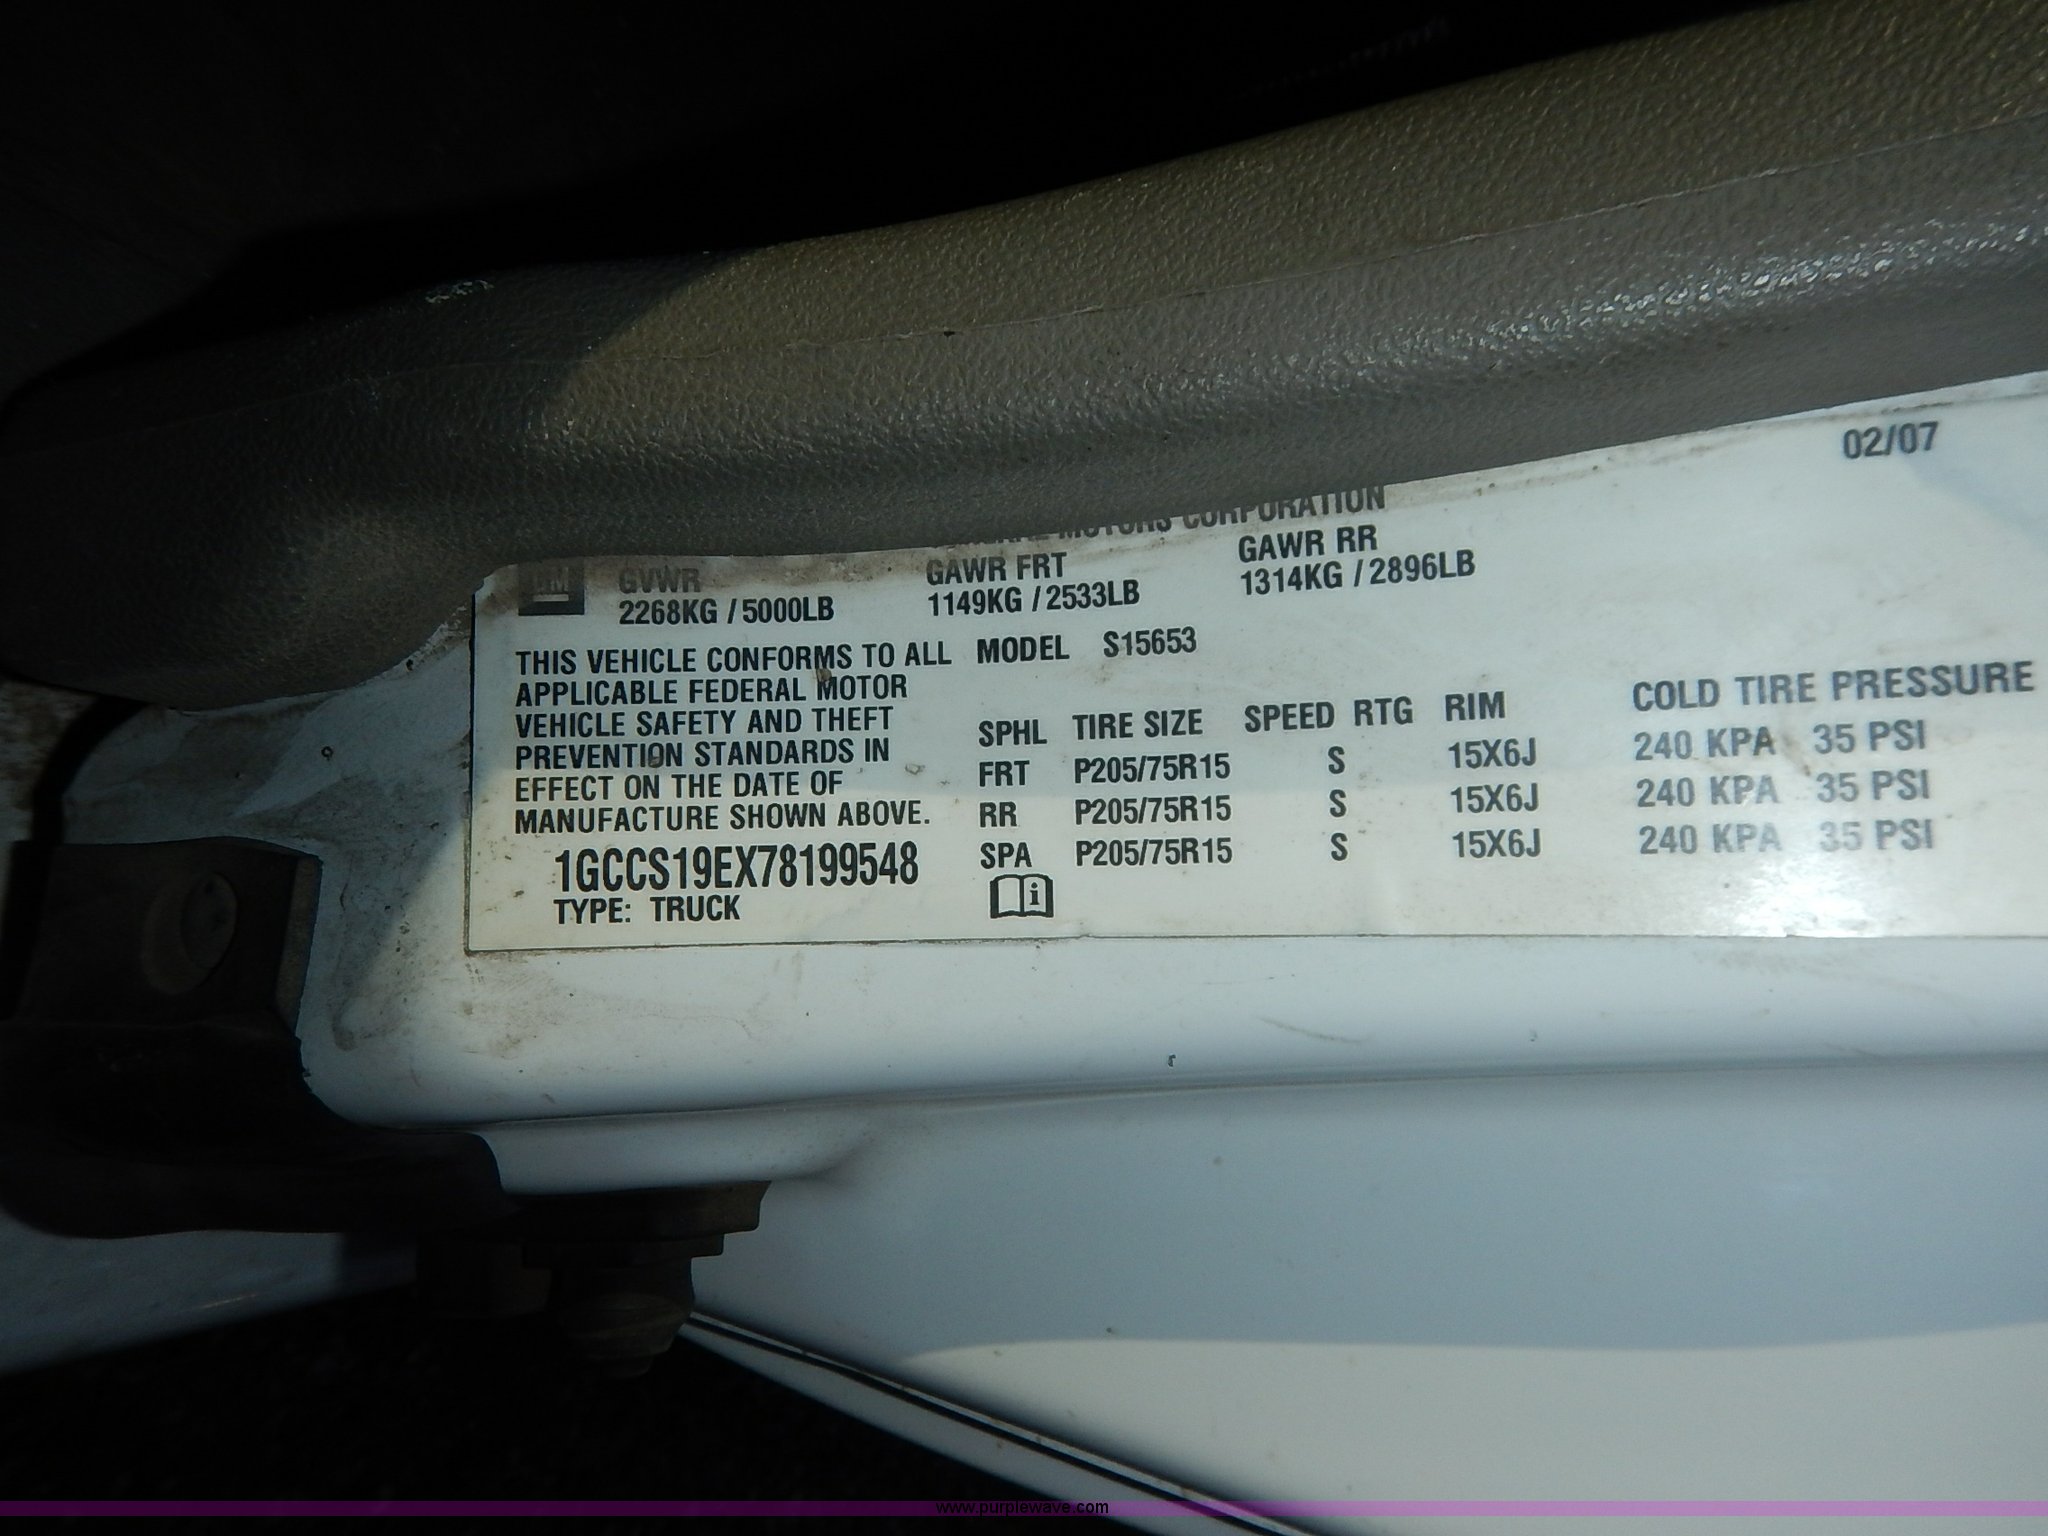 02/07
MOTORS CORPORATION
GM
GVWR GAWR FRT GAWR RR
2268KG / 5000LB 1149KG / 2533LB 1314KG / 2896LB
THIS VEHICLE CONFORMS TO ALL
APPLICABLE FEDERAL MOTOR
VEHICLE SAFETY AND THEFT
PREVENTION STANDARDS IN
EFFECT ON THE DATE OF
MANUFACTURE SHOWN ABOVE.
1GCCS19EX78199548
TYPE: TRUCK
MODEL S15653
SPHL TIRE SIZE SPEED RTG RIM COLD TIRE PRESSURE
FRT P205/75R15 S 15X6J 240 KPA 35 PSI
RR P205/75R15 S 15X6J 240 KPA 35 PSI
SPA P205/75R15 S 15X6J 240 KPA 35 PSI
i
www.purplewave.com